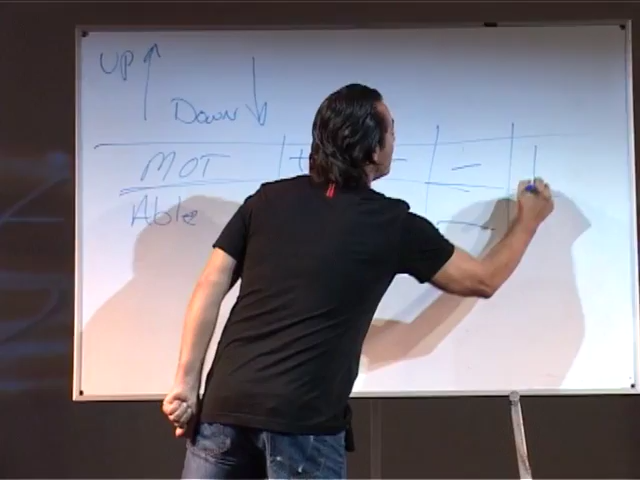 UP ↑
Down ↓
MOT + - -
Able -